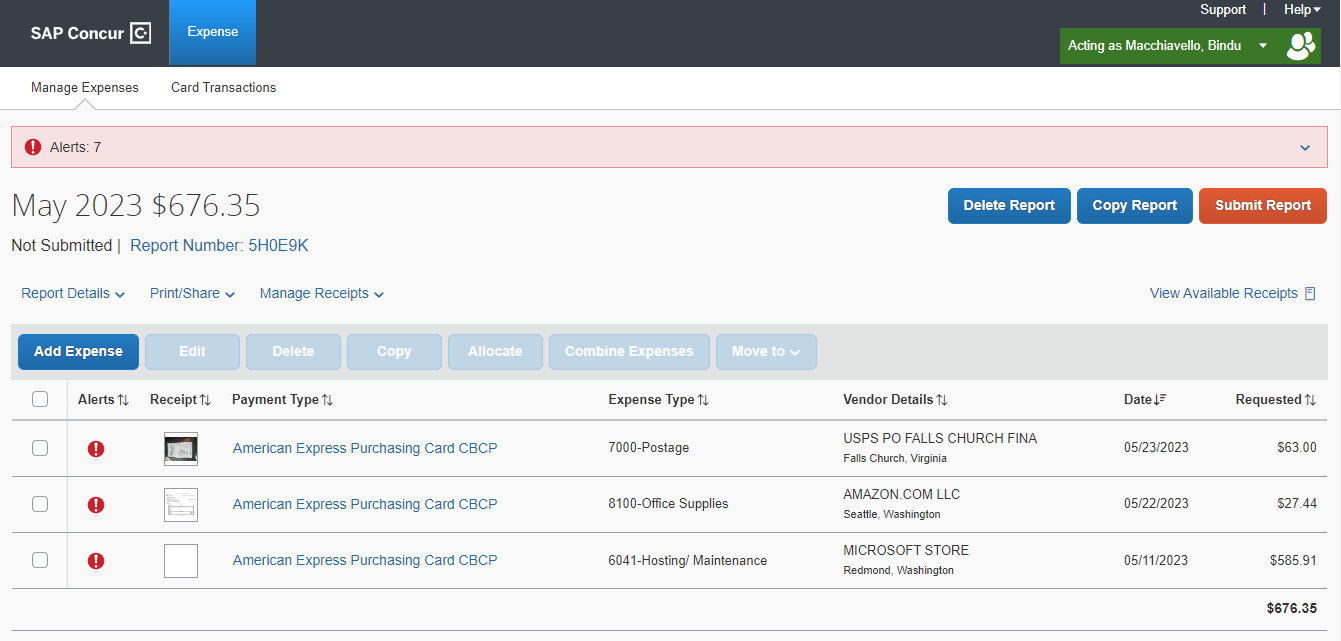 Support | Help
SAP Concur C Expense
Acting as Macchiavello, Bindu
Manage Expenses Card Transactions
Alerts: 7
May 2023 $676.35
Delete Report Copy Report Submit Report
Not Submitted | Report Number: 5H0E9K
Report Details Print/Share Manage Receipts View Available Receipts
Add Expense Edit Delete Copy Allocate Combine Expenses Move to
Alerts Receipt Payment Type Expense Type Vendor Details Date Requested
American Express Purchasing Card CBCP 7000-Postage USPS PO FALLS CHURCH FINA 05/23/2023 $63.00
Falls Church, Virginia
American Express Purchasing Card CBCP 8100-Office Supplies AMAZON.COM LLC 05/22/2023 $27.44
Seattle, Washington
American Express Purchasing Card CBCP 6041-Hosting/ Maintenance MICROSOFT STORE 05/11/2023 $585.91
Redmond, Washington
$676.35